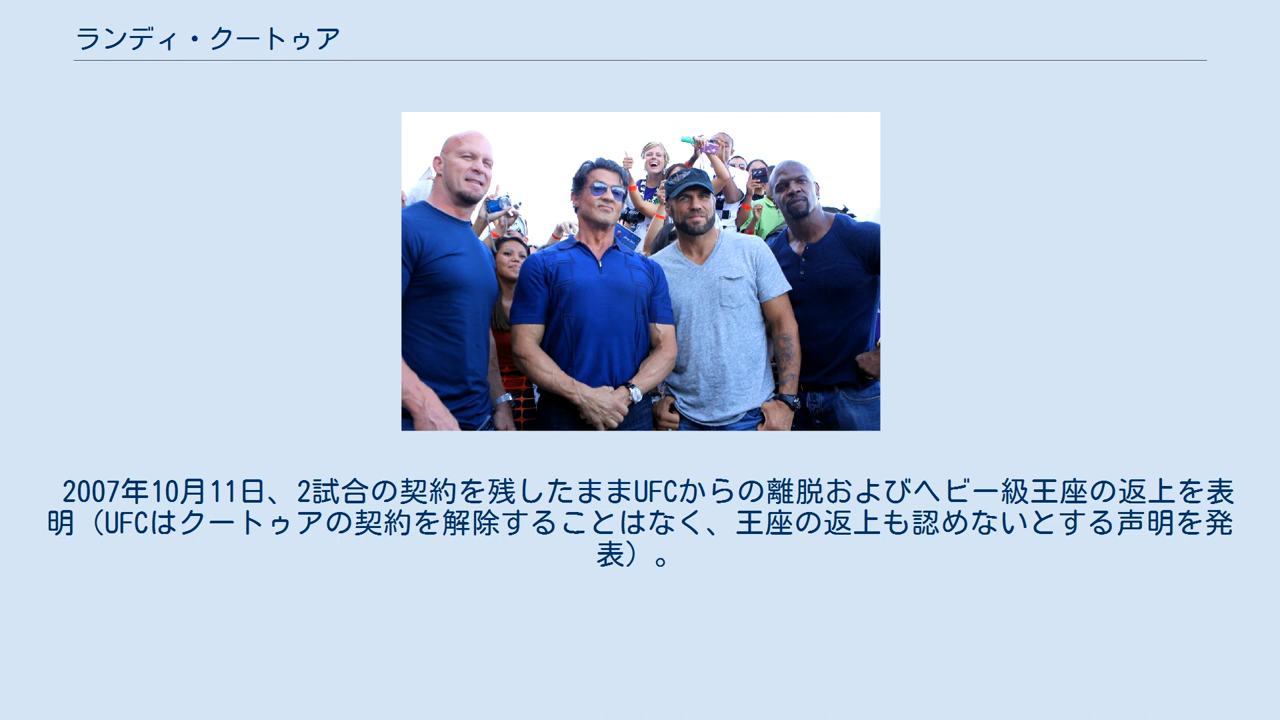 ランディ・クートゥア
2007年10月11日、2試合の契約を残したままUFCからの離脱およびヘビー級王座の返上を表
明（UFCはクートゥアの契約を解除することはなく、王座の返上も認めないとする声明を発
表）。